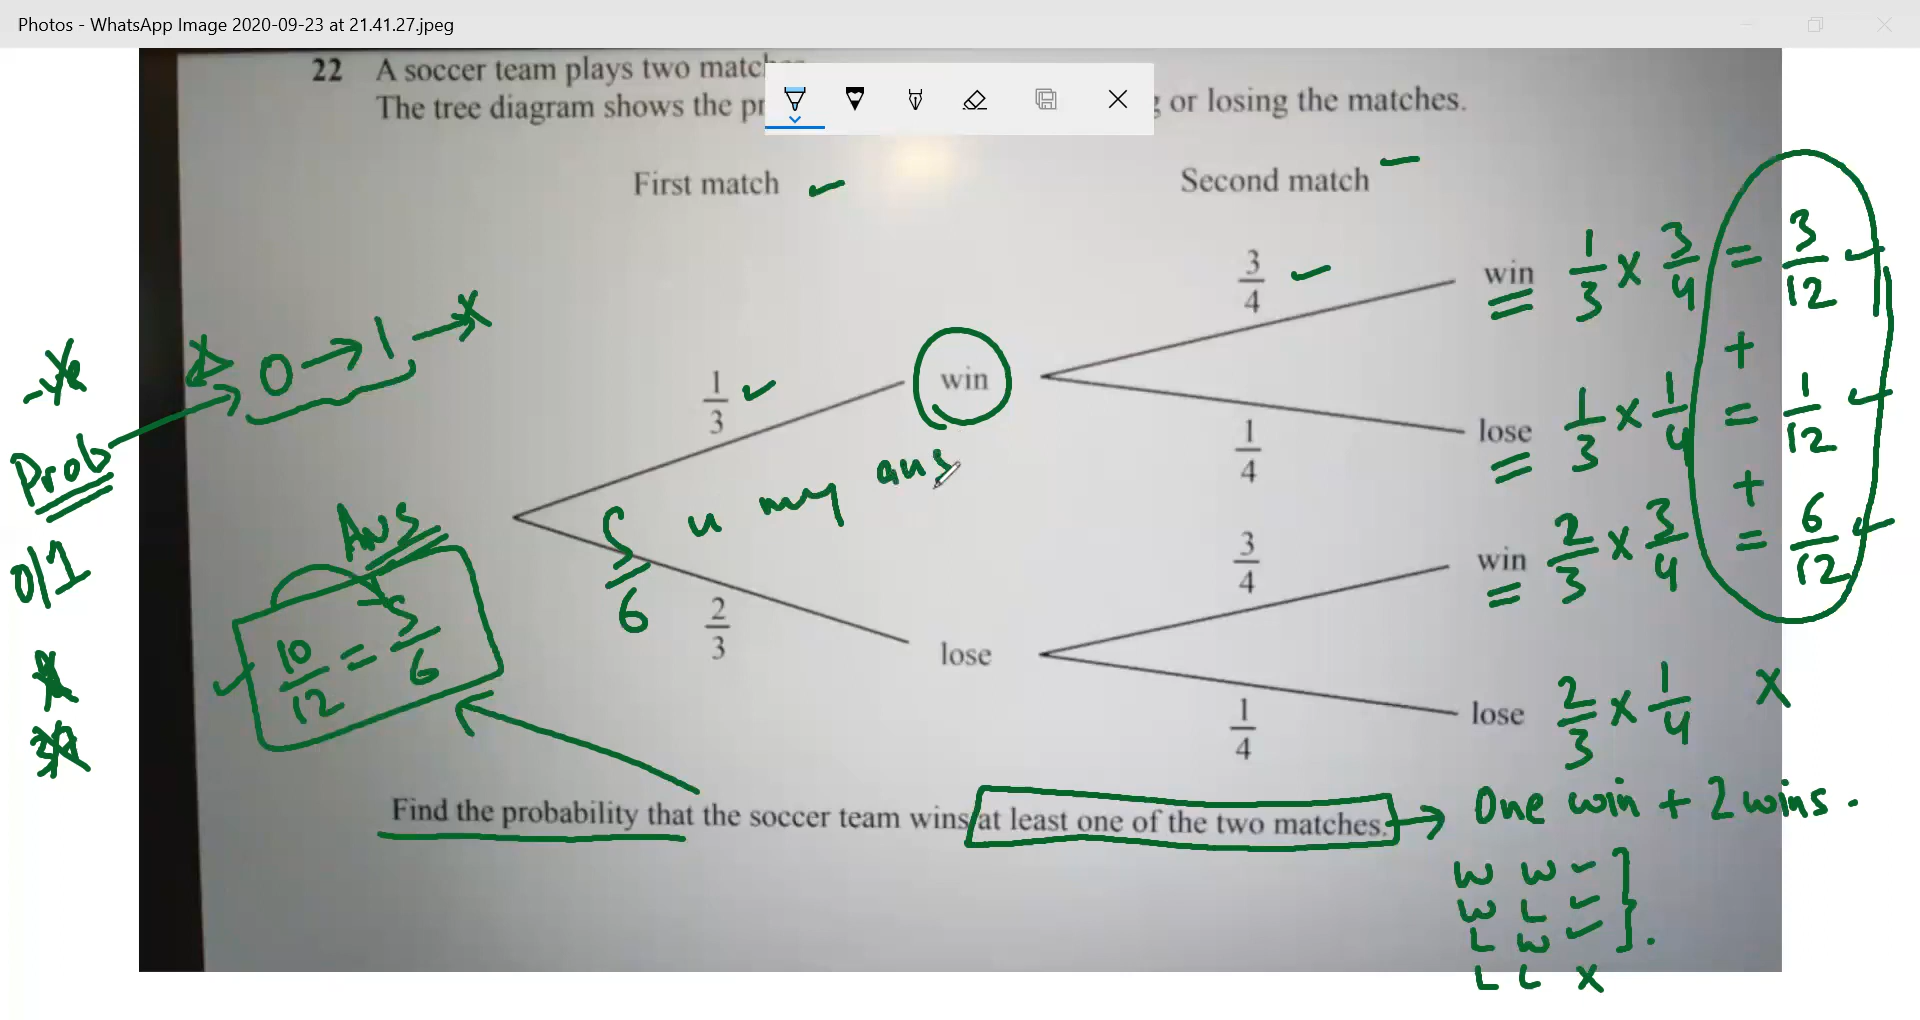 Photos - WhatsApp Image 2020-09-23 at 21.41.27.jpeg
22 A soccer team plays two matc
The tree diagram shows the pr g or losing the matches.
First match
Second match
3/4
win
1/3 × 3/4 = 3/12
+
0 → 1 → ×
-ve
1/3
win
1/4
lose
1/3 × 1/4 = 1/12
+
Prob
Ans
5/6 my ans
0/1
10/12 = 5/6
2/3
lose
3/4
win
2/3 × 3/4 = 6/12
1/4
lose
2/3 × 1/4 ×
Find the probability that the soccer team wins at least one of the two matches.
→ One win + 2 wins.
W W
W L
L W
L L ×